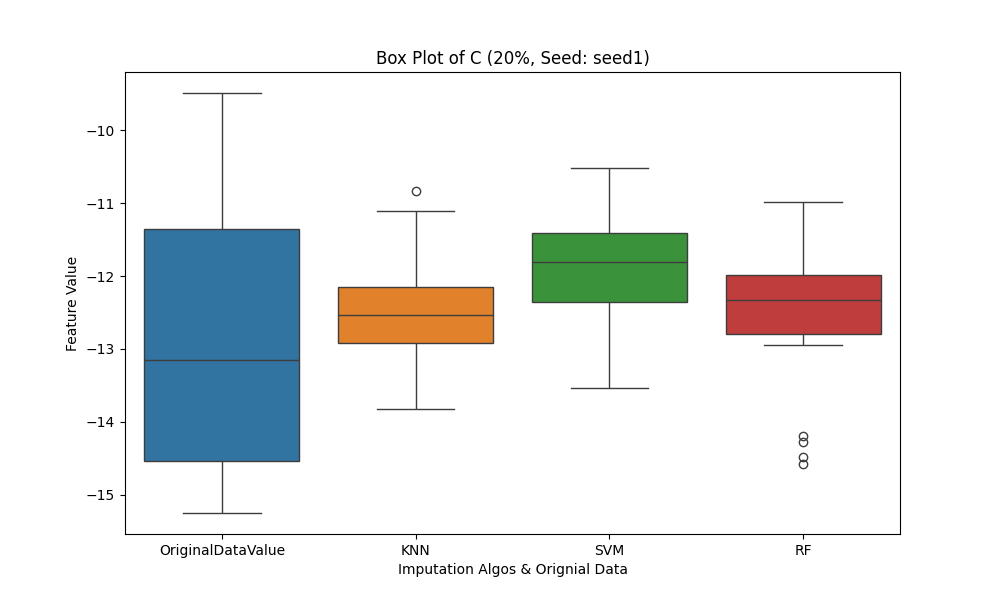 Box Plot of C (20%, Seed: seed1)
Feature Value
−10
−11
−12
−13
−14
−15
OriginalDataValue KNN SVM RF
Imputation Algos & Orignial Data